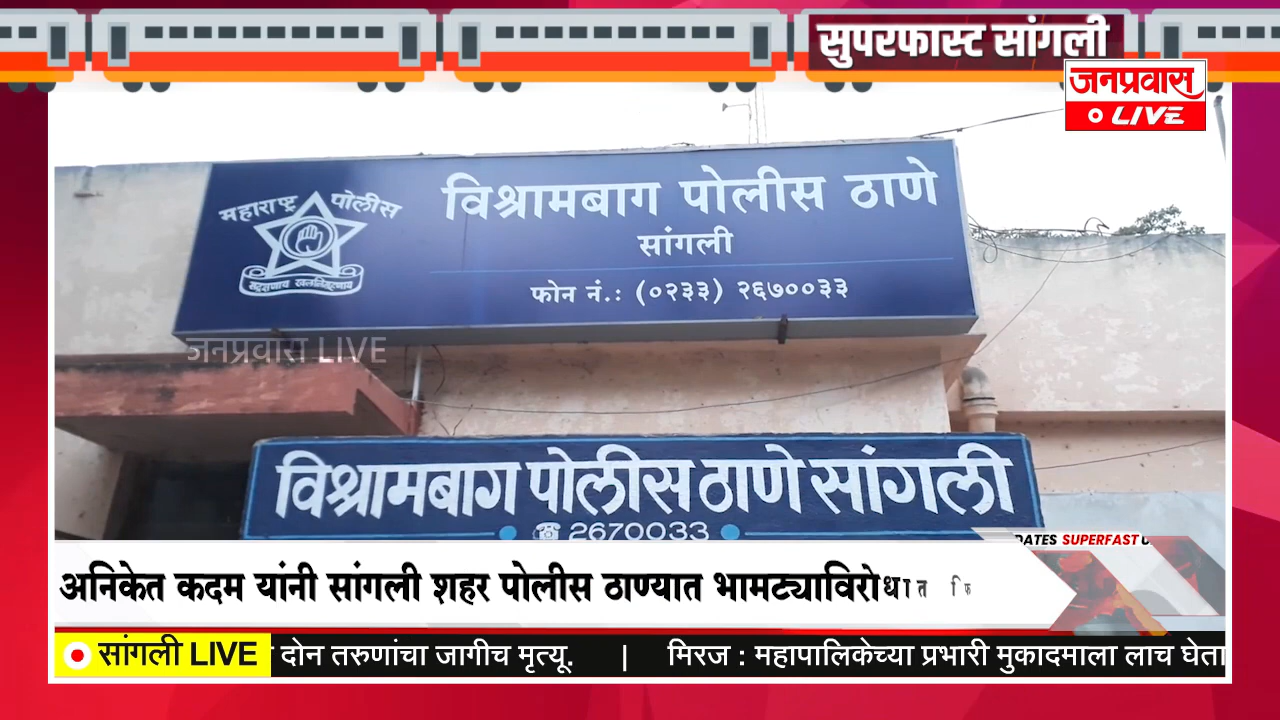 सुपरफास्ट सांगली
जनप्रवास
LIVE
महाराष्ट्र पोलीस
विश्रामबाग पोलीस ठाणे
सांगली
फोन नं.: (०२३३) २६७००३३
जनप्रवास LIVE
विश्रामबाग पोलीस ठाणे सांगली
2670033
DATES SUPERFAST U
अनिकेत कदम यांनी सांगली शहर पोलीस ठाण्यात भामट्याविरोधात फि
सांगली LIVE
दोन तरुणांचा जागीच मृत्यू. | मिरज : महापालिकेच्या प्रभारी मुकादमाला लाच घेता